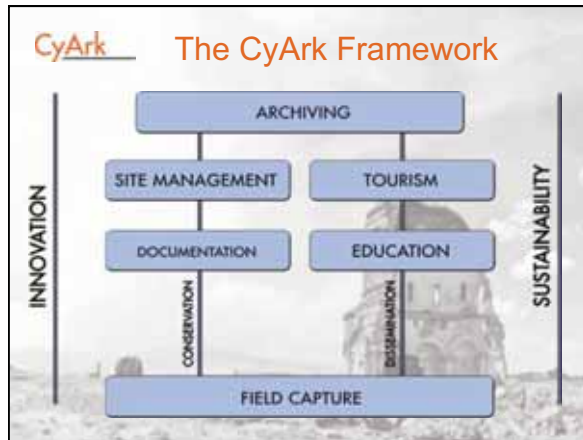 CyArk
The CyArk Framework
ARCHIVING
SITE MANAGEMENT
TOURISM
DOCUMENTATION
EDUCATION
INNOVATION
CONSERVATION
DISSEMINATION
SUSTAINABILITY
FIELD CAPTURE